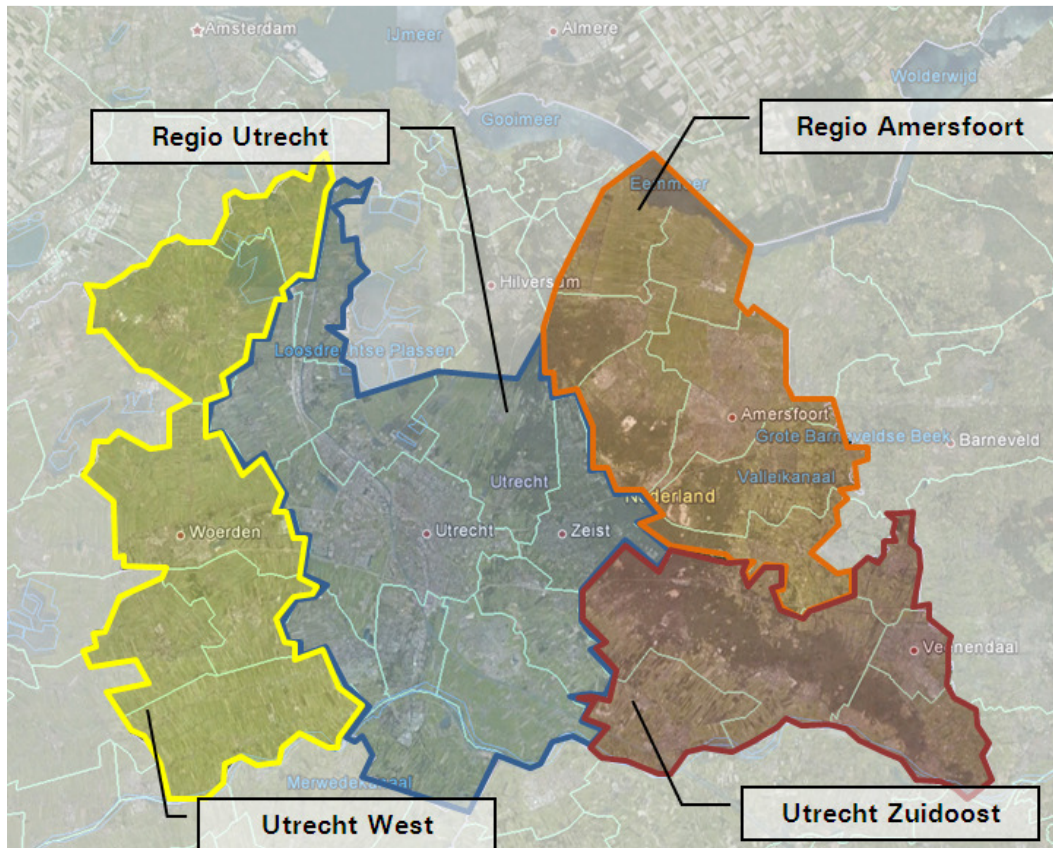 Amsterdam
IJmeer
Almere
Wolderwijd
Gooimeer
Regio Utrecht
Regio Amersfoort
Eemmeer
Hilversum
Loosdrechtse Plassen
Amersfoort
Grote Barneveldse Beek
Barneveld
Valleikanaal
Utrecht
Nederland
Woerden
Utrecht
Zeist
Veenendaal
Merwedekanaal
Utrecht West
Utrecht Zuidoost